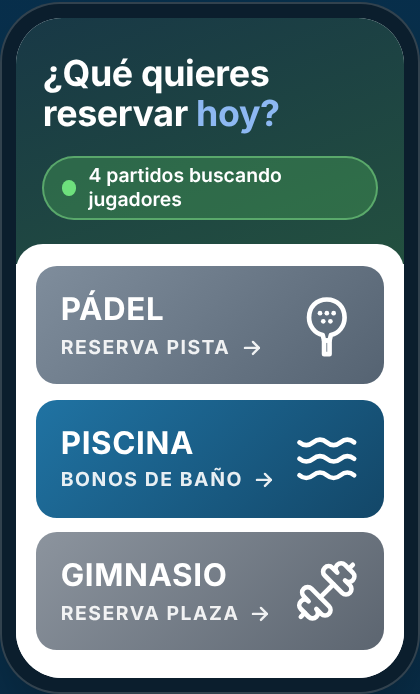 ¿Qué quieres
reservar hoy?
4 partidos buscando
jugadores
PÁDEL
RESERVA PISTA →
PISCINA
BONOS DE BAÑO →
GIMNASIO
RESERVA PLAZA →